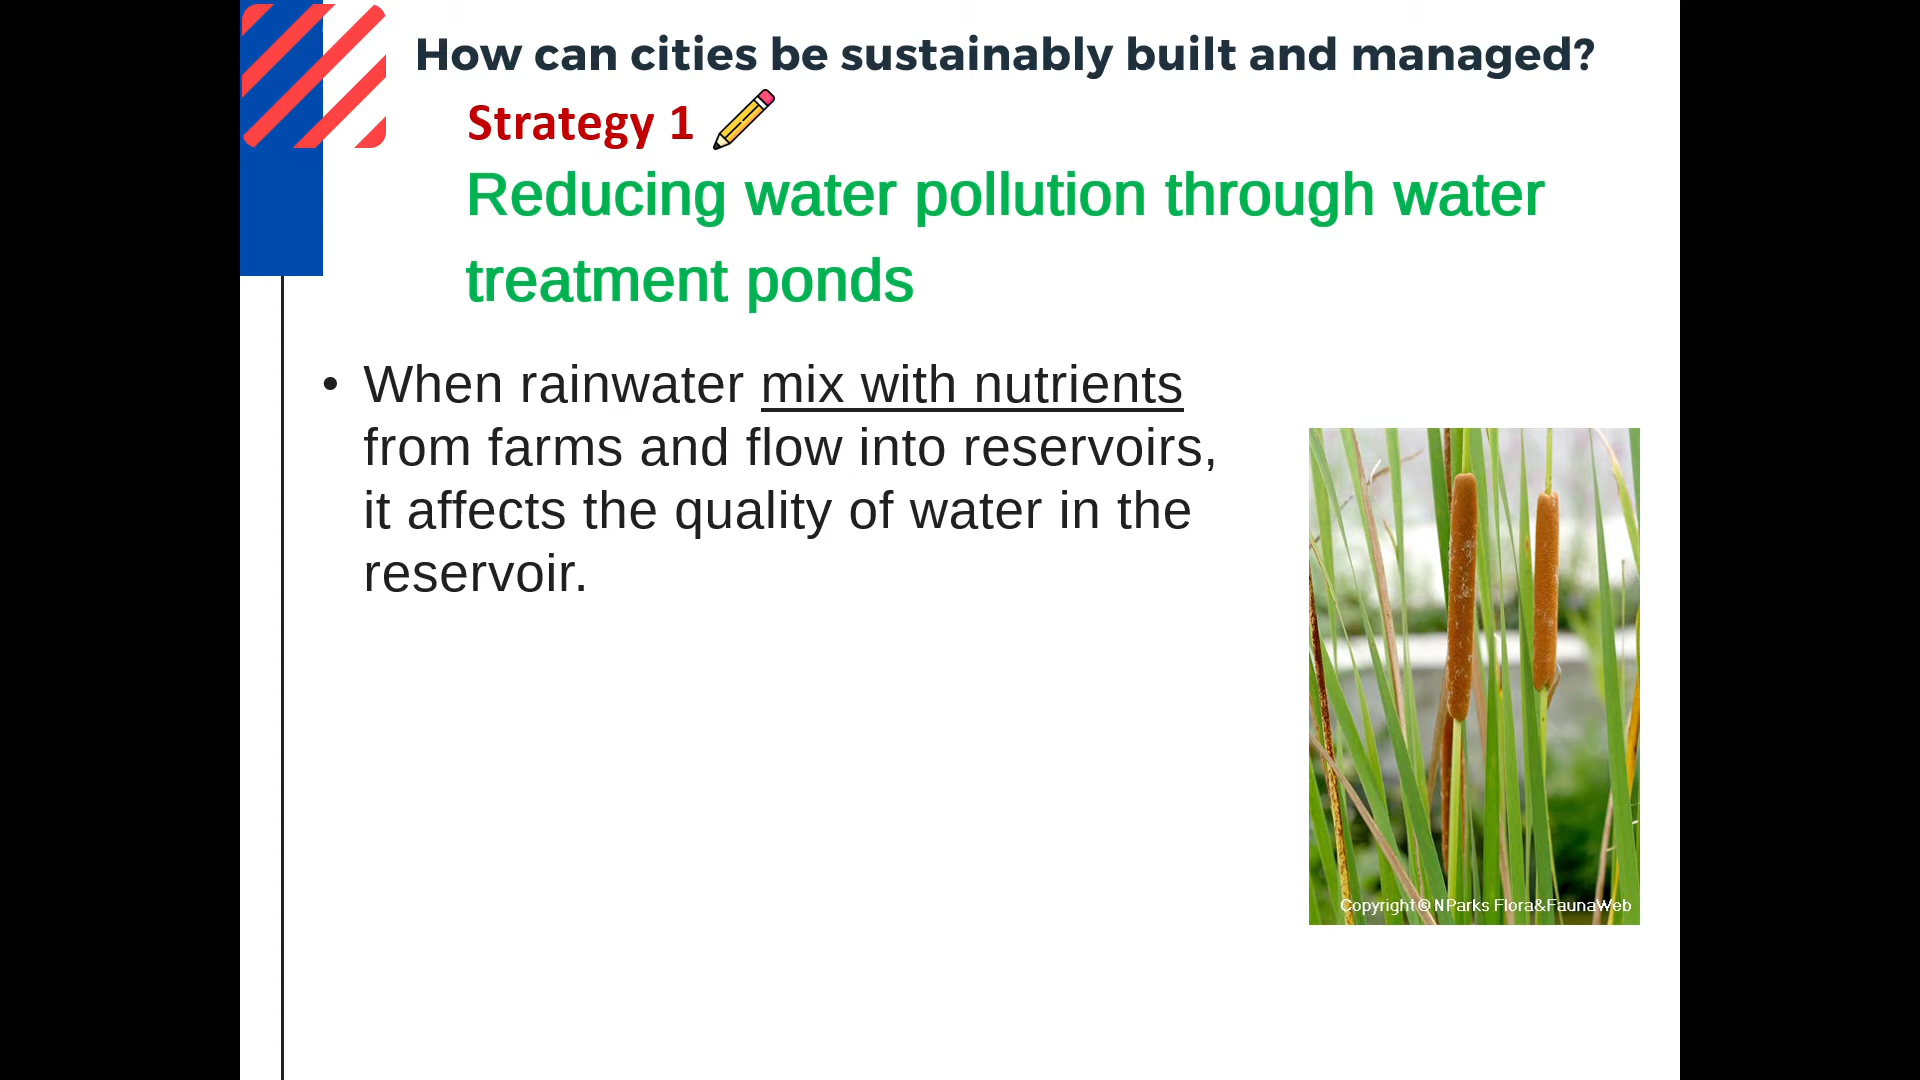 How can cities be sustainably built and managed?
Strategy 1
Reducing water pollution through water
treatment ponds
• When rainwater mix with nutrients
from farms and flow into reservoirs,
it affects the quality of water in the
reservoir.
Copyright © NParks Flora&FaunaWeb